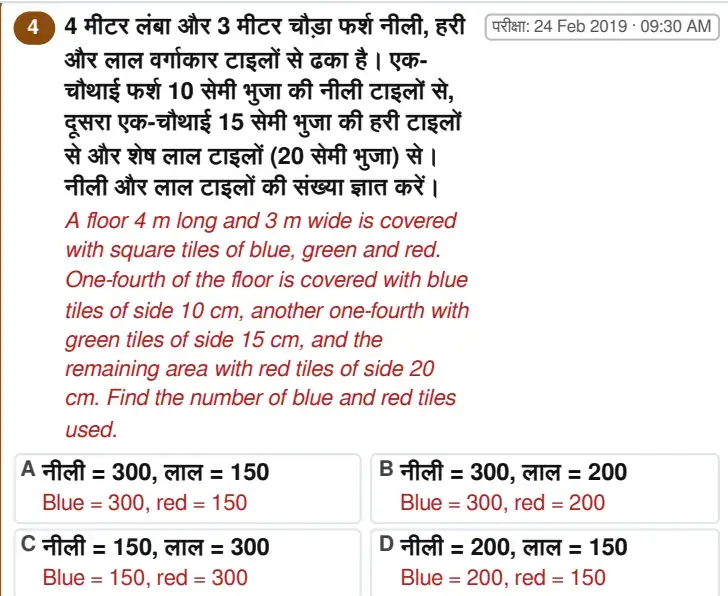 4
4 मीटर लंबा और 3 मीटर चौड़ा फर्श नीली, हरी
परीक्षा: 24 Feb 2019 · 09:30 AM
और लाल वर्गाकार टाइलों से ढका है। एक-
चौथाई फर्श 10 सेमी भुजा की नीली टाइलों से,
दूसरा एक-चौथाई 15 सेमी भुजा की हरी टाइलों
से और शेष लाल टाइलों (20 सेमी भुजा) से।
नीली और लाल टाइलों की संख्या ज्ञात करें।
A floor 4 m long and 3 m wide is covered
with square tiles of blue, green and red.
One-fourth of the floor is covered with blue
tiles of side 10 cm, another one-fourth with
green tiles of side 15 cm, and the
remaining area with red tiles of side 20
cm. Find the number of blue and red tiles
used.
A नीली = 300, लाल = 150
Blue = 300, red = 150
B नीली = 300, लाल = 200
Blue = 300, red = 200
C नीली = 150, लाल = 300
Blue = 150, red = 300
D नीली = 200, लाल = 150
Blue = 200, red = 150